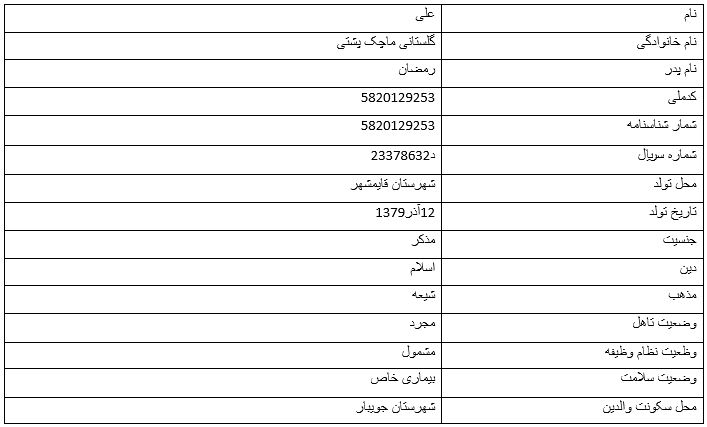 نام علی
نام خانوادگی گلستانی ماچک پشتی
نام پدر رمضان
کدملی 5820129253
شمار شناسنامه 5820129253
شماره سریال د23378632
محل تولد شهرستان قایمشهر
تاریخ تولد 12آذر1379
جنسیت مذکر
دین اسلام
مذهب شیعه
وضعیت تاهل مجرد
وظعیت نظام وظیفه مشمول
وضعیت سلامت بیماری خاص
محل سکونت والدین شهرستان جویبار